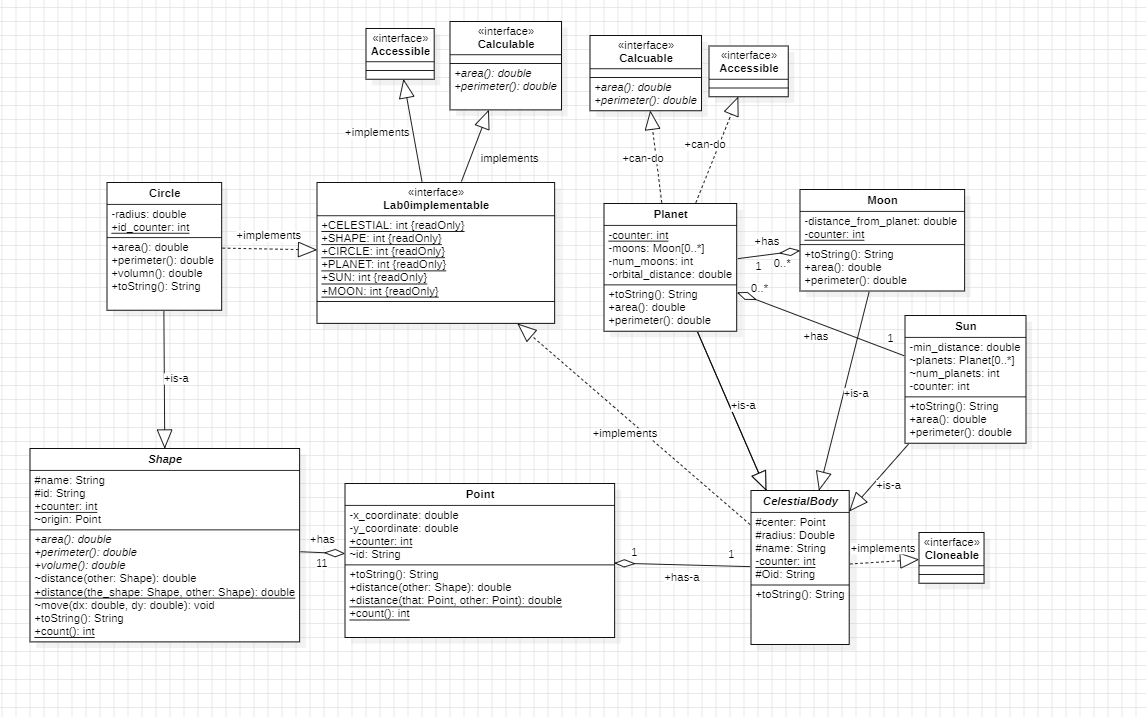 «interface»
Accessible
«interface»
Calculable
+area(): double
+perimeter(): double
«interface»
Calcuable
+area(): double
+perimeter(): double
«interface»
Accessible
+implements
implements
+can-do
+can-do
Circle
-radius: double
+id_counter: int
+area(): double
+perimeter(): double
+volumn(): double
+toString(): String
+implements
«interface»
Lab0implementable
+CELESTIAL: int {readOnly}
+SHAPE: int {readOnly}
+CIRCLE: int {readOnly}
+PLANET: int {readOnly}
+SUN: int {readOnly}
+MOON: int {readOnly}
Planet
-counter: int
-moons: Moon[0..*]
-num_moons: int
-orbital_distance: double
+toString(): String
+area(): double
+perimeter(): double
+has
1
0..*
Moon
-distance_from_planet: double
-counter: int
+toString(): String
+area(): double
+perimeter(): double
0..*
+has
1
Sun
-min_distance: double
~planets: Planet[0..*]
~num_planets: int
-counter: int
+toString(): String
+area(): double
+perimeter(): double
+is-a
+is-a
+is-a
+is-a
+implements
Shape
#name: String
#id: String
+counter: int
~origin: Point
+area(): double
+perimeter(): double
+volume(): double
~distance(other: Shape): double
+distance(the_shape: Shape, other: Shape): double
~move(dx: double, dy: double): void
+toString(): String
+count(): int
+has
11
Point
-x_coordinate: double
-y_coordinate: double
+counter: int
~id: String
+toString(): String
+distance(other: Shape): double
+distance(that: Point, other: Point): double
+count(): int
1
1
+has-a
CelestialBody
#center: Point
#radius: Double
#name: String
-counter: int
#Oid: String
+toString(): String
+implements
«interface»
Cloneable